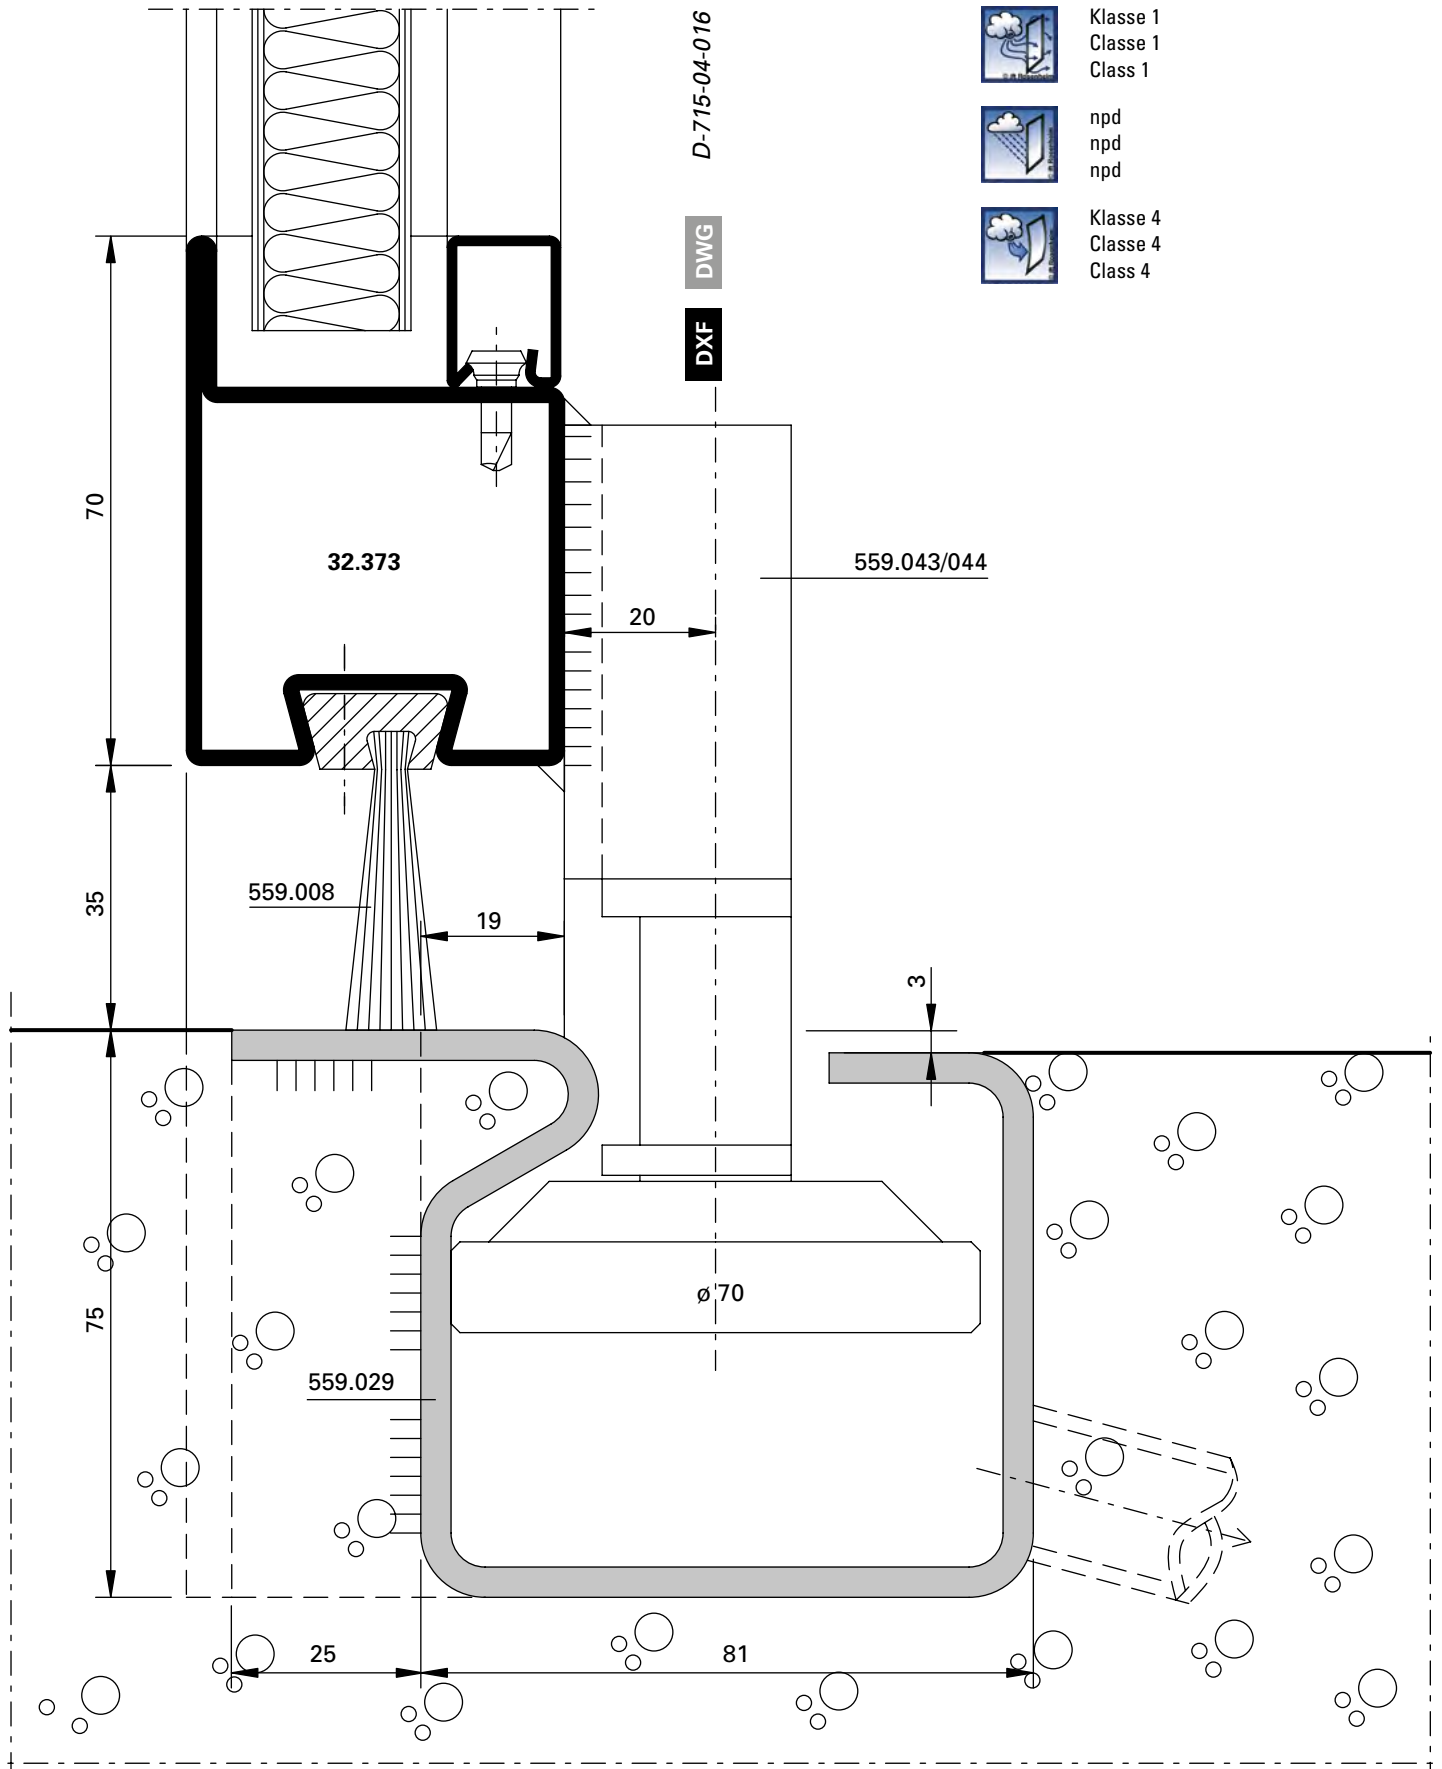 D-715-04-016
DWG
DXF
Klasse 1
Classe 1
Class 1
npd
npd
npd
Klasse 4
Classe 4
Class 4
70
32.373
559.043/044
20
35
559.008
19
3
75
ø 70
559.029
25
81